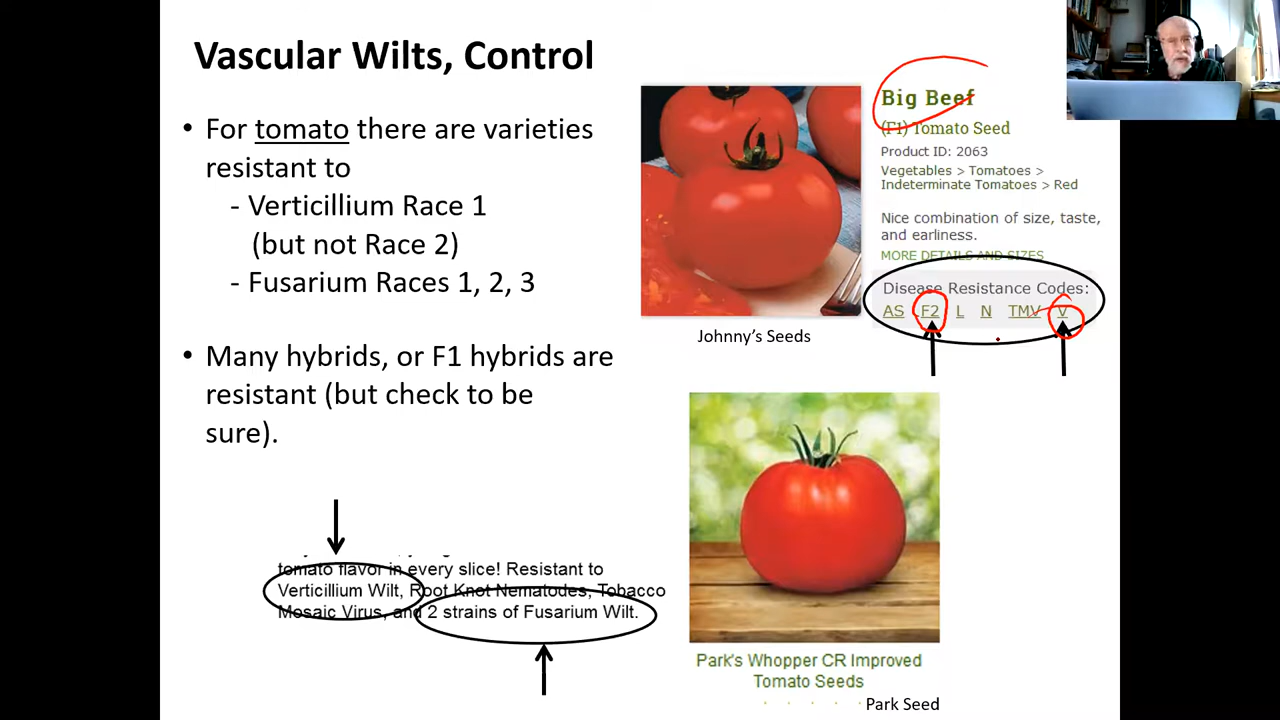 Vascular Wilts, Control
• For tomato there are varieties
resistant to
- Verticillium Race 1
(but not Race 2)
- Fusarium Races 1, 2, 3
• Many hybrids, or F1 hybrids are
resistant (but check to be
sure).
tomato flavor in every slice! Resistant to
Verticillium Wilt, Root Knot Nematodes, Tobacco
Mosaic Virus, and 2 strains of Fusarium Wilt.
Big Beef
(F1) Tomato Seed
Product ID: 2063
Vegetables > Tomatoes >
Indeterminate Tomatoes > Red
Nice combination of size, taste,
and earliness.
MORE DETAILS AND SIZES
Disease Resistance Codes:
AS F2 L N TMV V
Johnny's Seeds
Park's Whopper CR Improved
Tomato Seeds
Park Seed